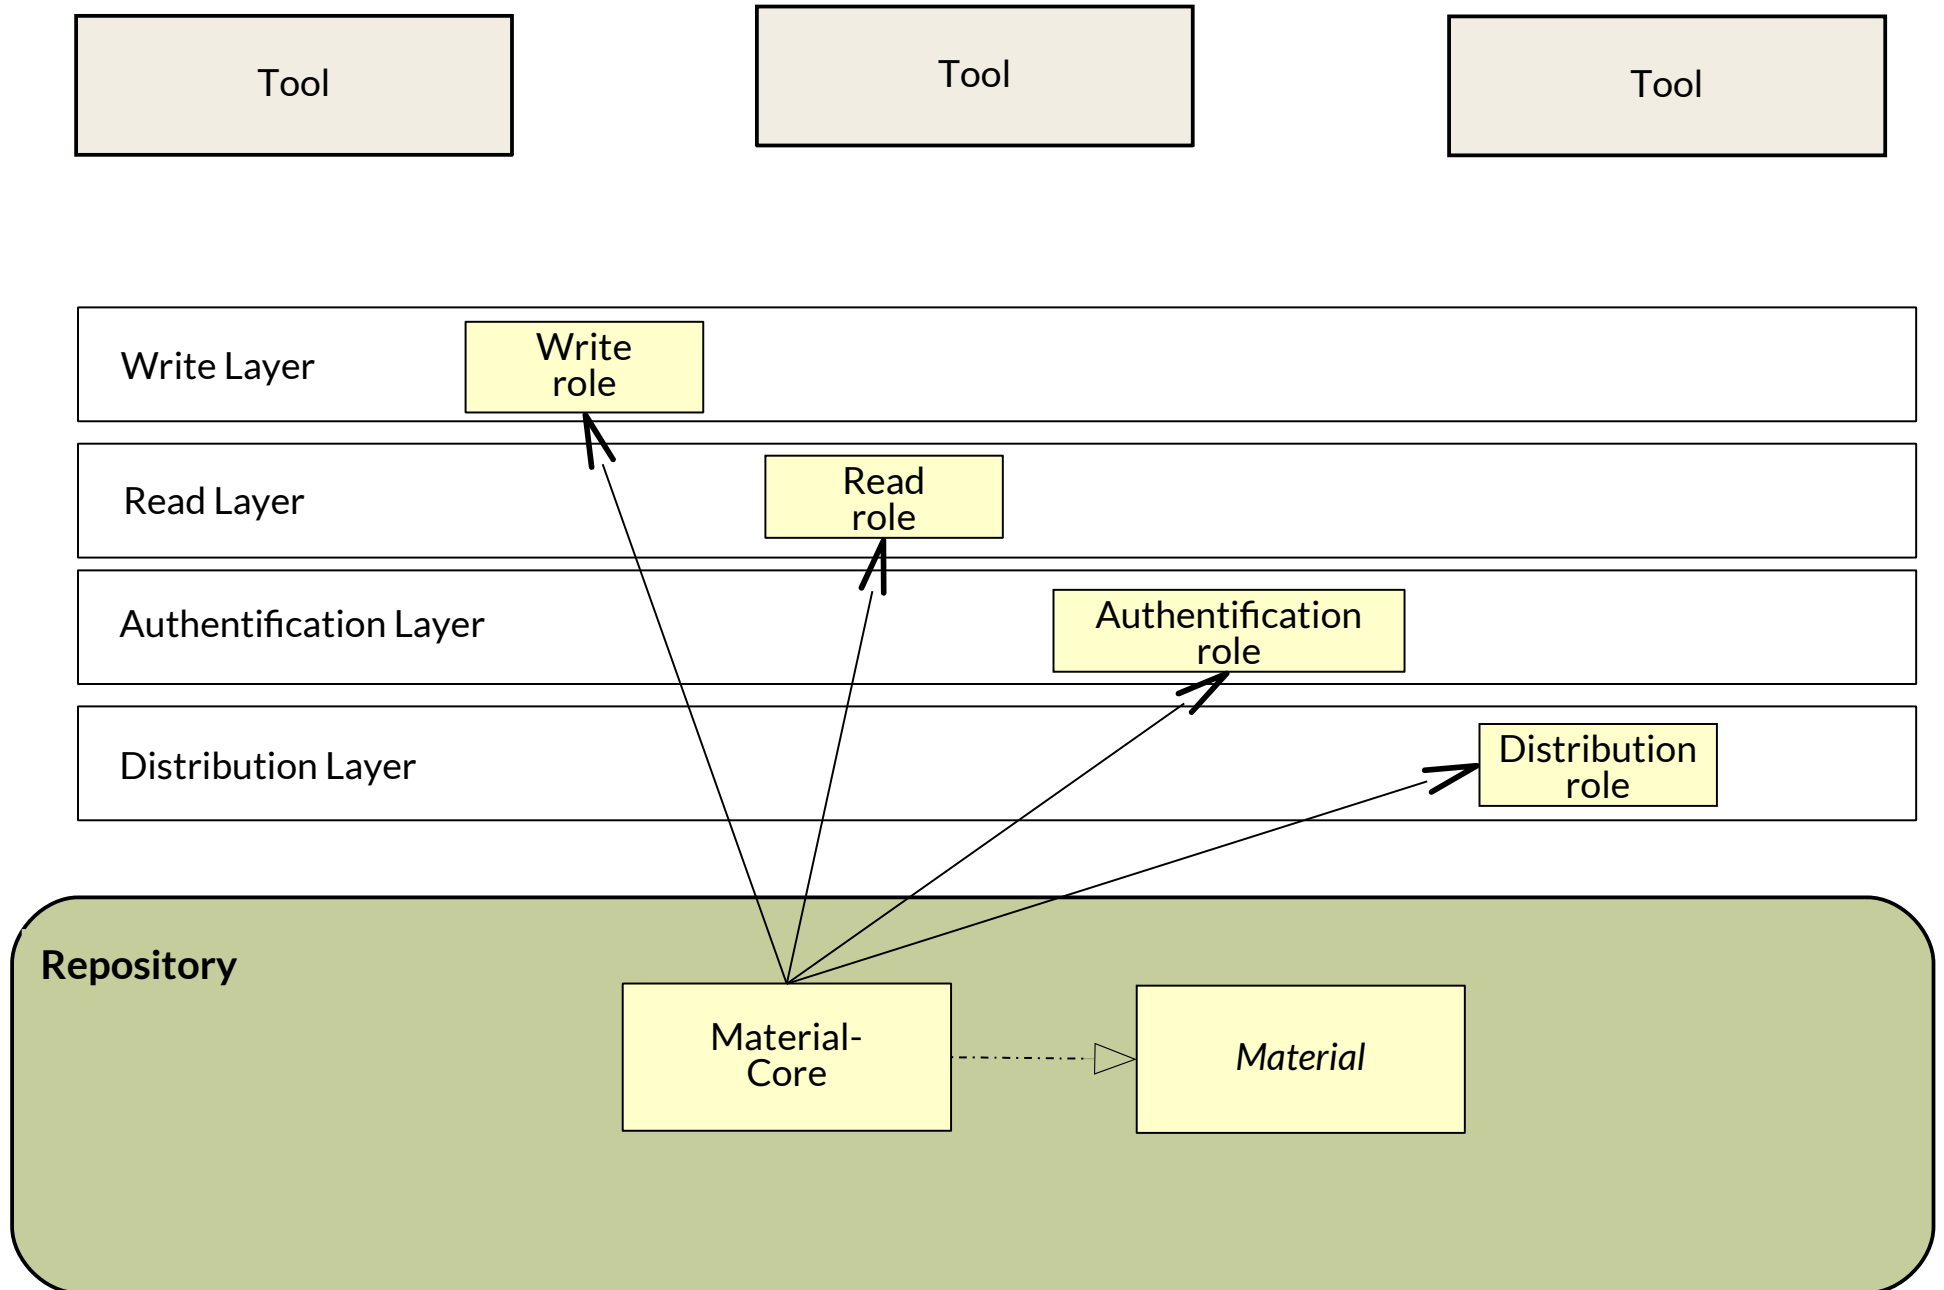 Tool
Tool
Tool
Write Layer
Write
role
Read Layer
Read
role
Authentification Layer
Authentification
role
Distribution Layer
Distribution
role
Repository
Material-
Core
Material